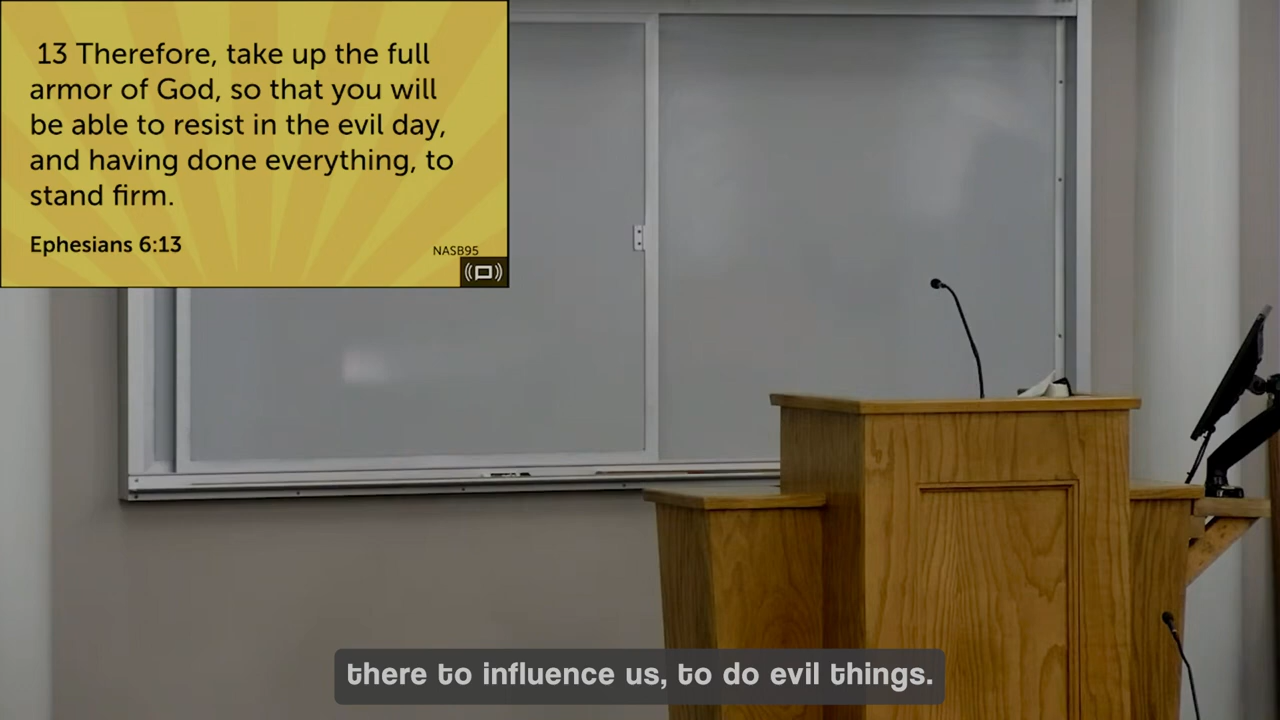 13 Therefore, take up the full
armor of God, so that you will
be able to resist in the evil day,
and having done everything, to
stand firm.
Ephesians 6:13
NASB95
there to influence us, to do evil things.